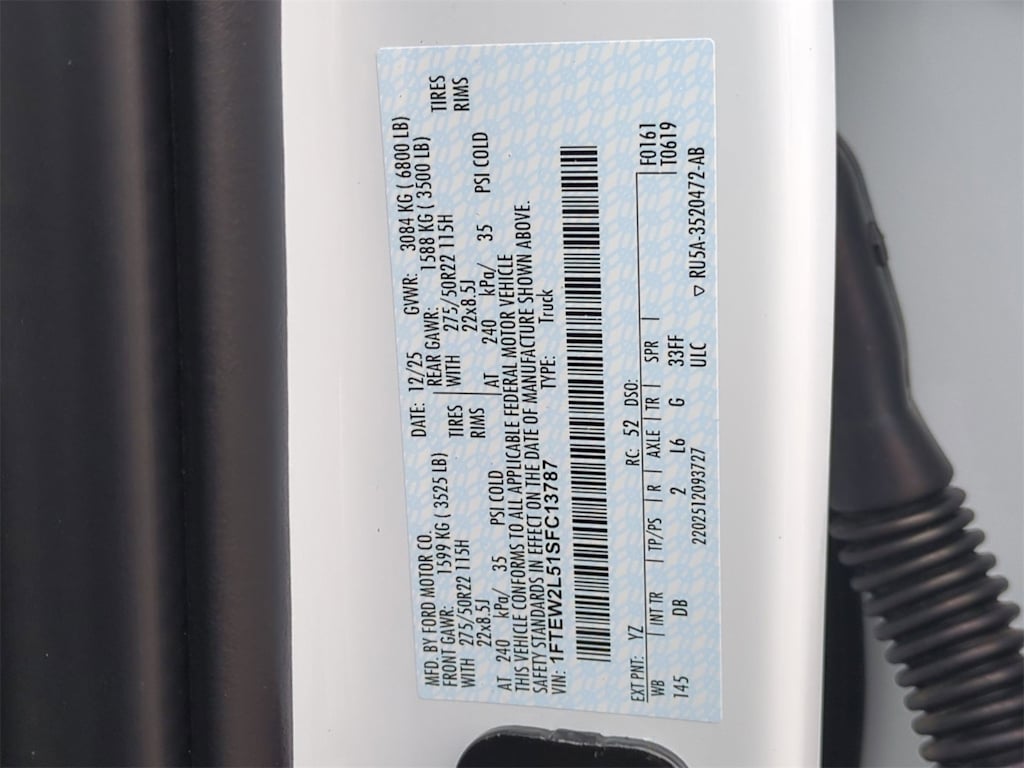 MFD. BY FORD MOTOR CO. DATE: 12/25 GVWR: 3084 KG ( 6800 LB)
FRONT GAWR: 1599 KG ( 3525 LB) REAR GAWR: 1588 KG ( 3500 LB)
WITH 275/50R22 115H TIRES WITH 275/50R22 115H TIRES
22x8.5J RIMS 22x8.5J RIMS
AT 240 kPa/ 35 PSI COLD AT 240 kPa/ 35 PSI COLD
THIS VEHICLE CONFORMS TO ALL APPLICABLE FEDERAL MOTOR VEHICLE
SAFETY STANDARDS IN EFFECT ON THE DATE OF MANUFACTURE SHOWN ABOVE.
VIN: 1FTEW2L51SFC13787 TYPE: Truck
EXT PNT: YZ RC: 52 DSO: F0161
WB INT TR TP/PS R AXLE TR SPR T0619
145 DB 2 L6 G 33FF
2202512093727 ULC ▽ RU5A-3520472-AB